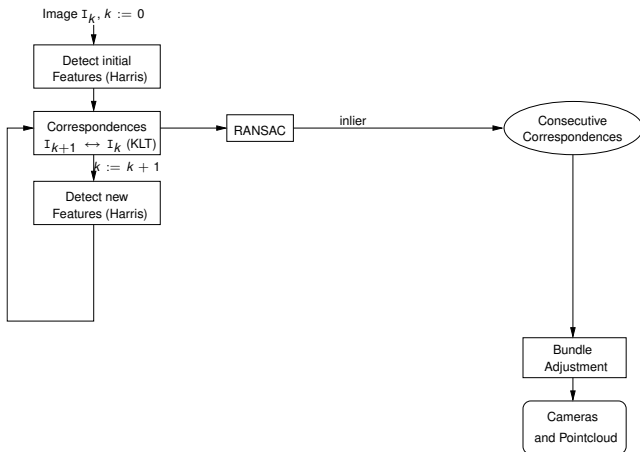 Image I_k, k := 0
Detect initial
Features (Harris)
Correspondences
I_{k+1} ↔ I_k (KLT)
RANSAC
inlier
Consecutive
Correspondences
k := k + 1
Detect new
Features (Harris)
Bundle
Adjustment
Cameras
and Pointcloud